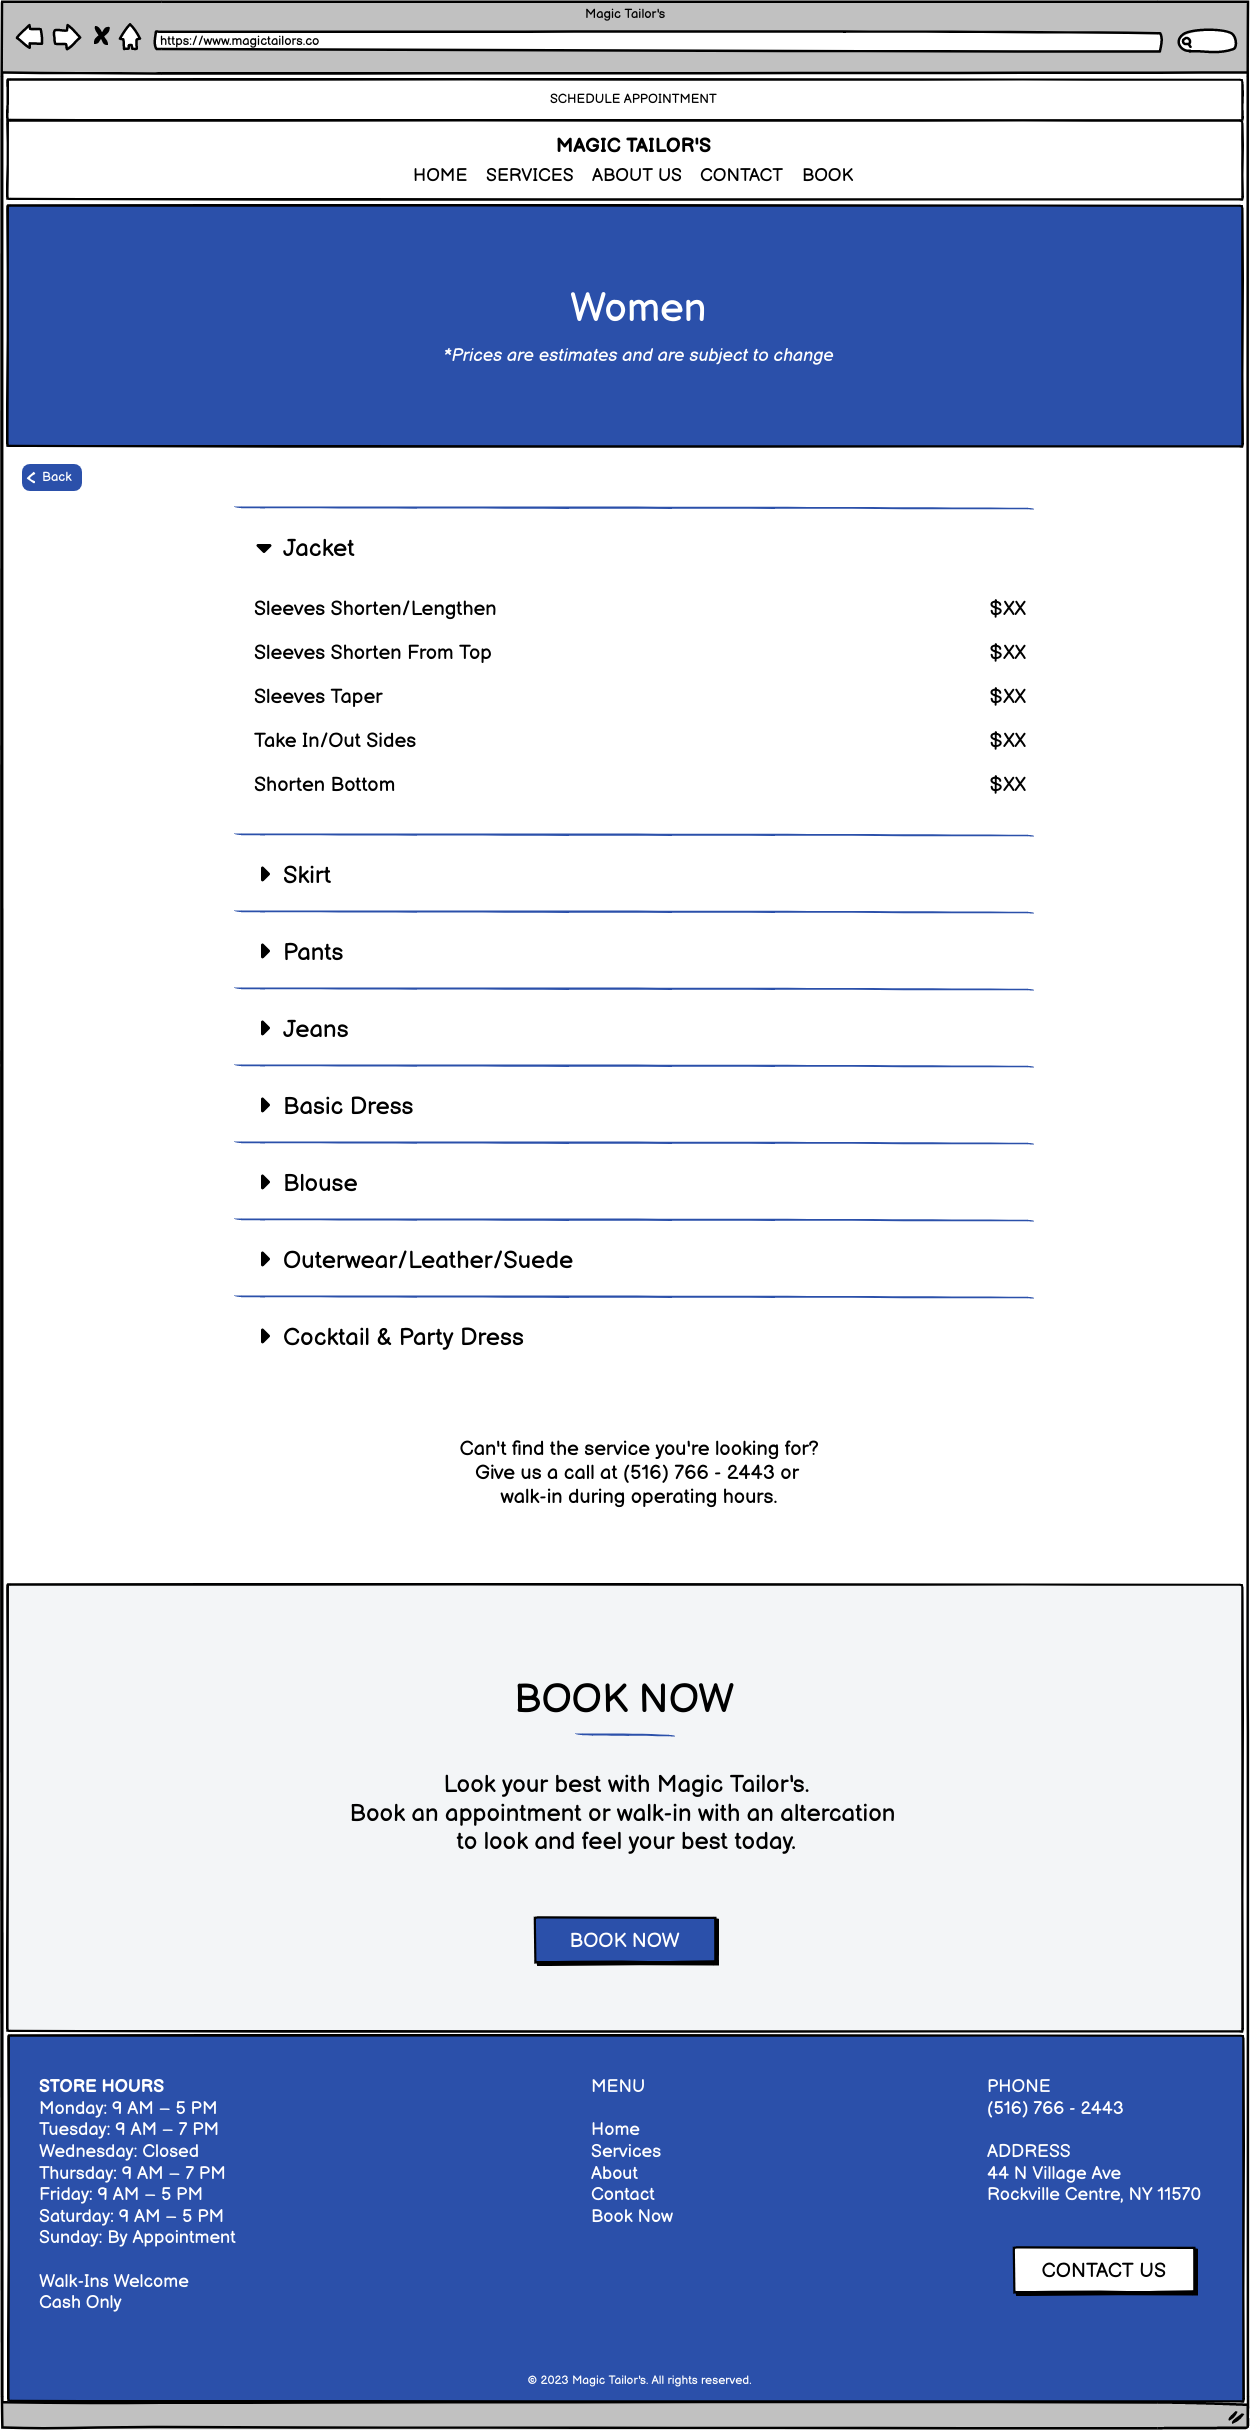 Magic Tailor's
https://www.magictailors.co
SCHEDULE APPOINTMENT
MAGIC TAILOR'S
HOME SERVICES ABOUT US CONTACT BOOK
Women
*Prices are estimates and are subject to change
Back
Jacket
Sleeves Shorten/Lengthen $XX
Sleeves Shorten From Top $XX
Sleeves Taper $XX
Take In/Out Sides $XX
Shorten Bottom $XX
Skirt
Pants
Jeans
Basic Dress
Blouse
Outerwear/Leather/Suede
Cocktail & Party Dress
Can't find the service you're looking for?
Give us a call at (516) 766 - 2443 or
walk-in during operating hours.
BOOK NOW
Look your best with Magic Tailor's.
Book an appointment or walk-in with an altercation
to look and feel your best today.
BOOK NOW
STORE HOURS
Monday: 9 AM – 5 PM
Tuesday: 9 AM – 7 PM
Wednesday: Closed
Thursday: 9 AM – 7 PM
Friday: 9 AM – 5 PM
Saturday: 9 AM – 5 PM
Sunday: By Appointment
Walk-Ins Welcome
Cash Only
MENU
Home
Services
About
Contact
Book Now
PHONE
(516) 766 - 2443
ADDRESS
44 N Village Ave
Rockville Centre, NY 11570
CONTACT US
© 2023 Magic Tailor's. All rights reserved.